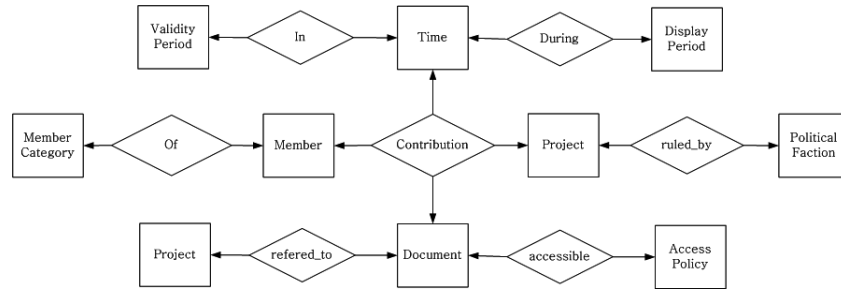 Validity
Period
In
Time
During
Display
Period
Member
Category
Of
Member
Contribution
Project
ruled_by
Political
Faction
Project
refered_to
Document
accessible
Access
Policy